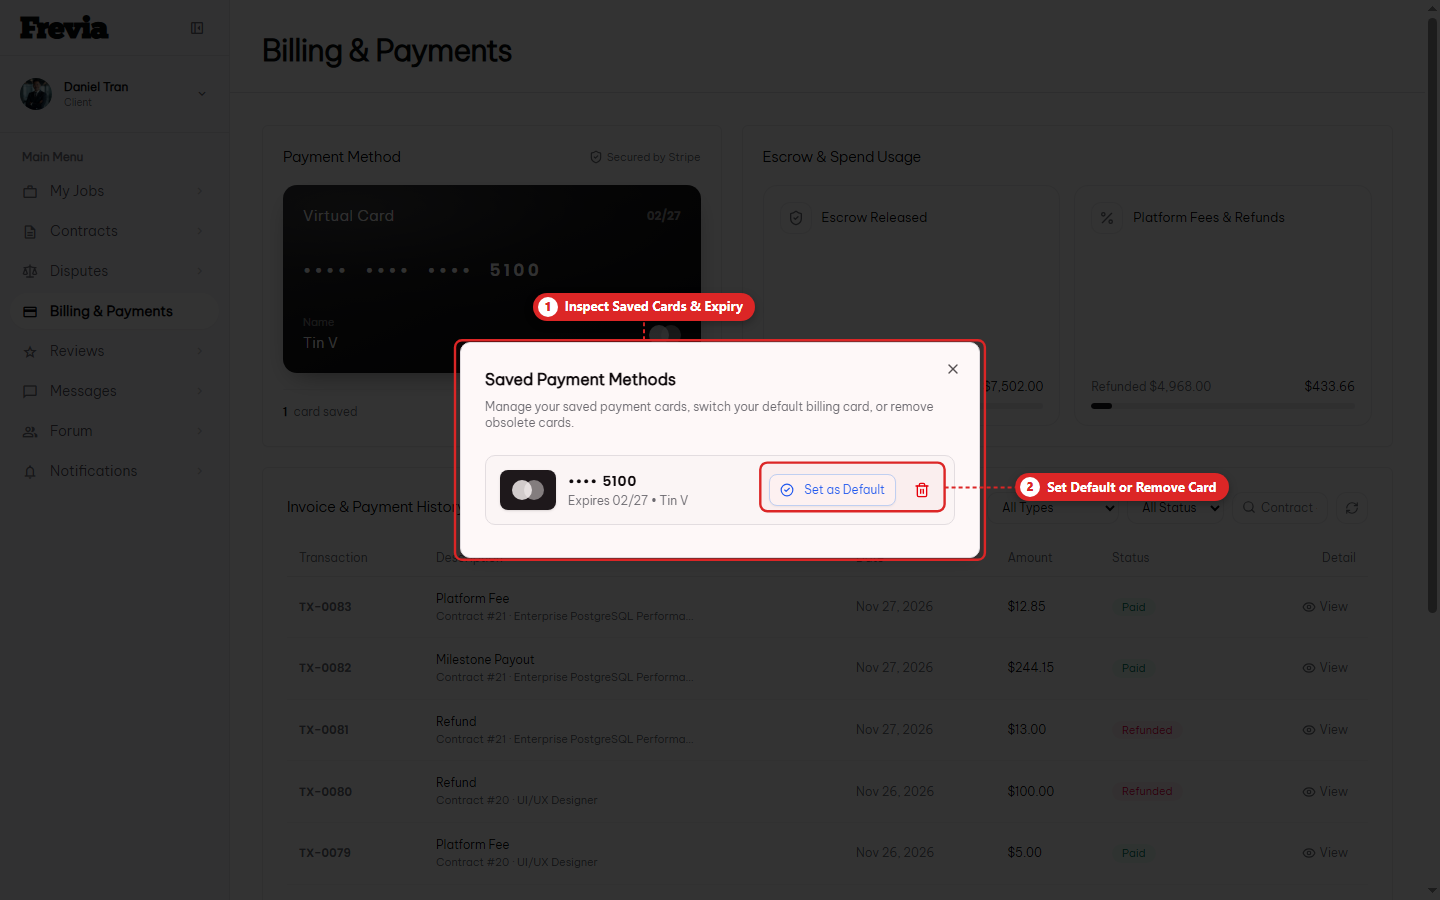 Frevia
Daniel Tran
Client
Main Menu
My Jobs
Contracts
Disputes
Billing & Payments
Reviews
Messages
Forum
Notifications
Billing & Payments
Payment Method
Secured by Stripe
Virtual Card
02/27
•••• •••• •••• 5100
Name
Tin V
1 card saved
Escrow & Spend Usage
Escrow Released
$7,502.00
Platform Fees & Refunds
Refunded $4,968.00
$433.66
1 Inspect Saved Cards & Expiry
Saved Payment Methods
Manage your saved payment cards, switch your default billing card, or remove
obsolete cards.
•••• 5100
Expires 02/27 • Tin V
Set as Default
2 Set Default or Remove Card
Invoice & Payment History
All Types
All Status
Contract
Transaction
Amount
Status
Detail
TX-0083
Platform Fee
Contract #21 · Enterprise PostgreSQL Performa...
Nov 27, 2026
$12.85
Paid
View
TX-0082
Milestone Payout
Contract #21 · Enterprise PostgreSQL Performa...
Nov 27, 2026
$244.15
Paid
View
TX-0081
Refund
Contract #21 · Enterprise PostgreSQL Performa...
Nov 27, 2026
$13.00
Refunded
View
TX-0080
Refund
Contract #20 · UI/UX Designer
Nov 26, 2026
$100.00
Refunded
View
TX-0079
Platform Fee
Contract #20 · UI/UX Designer
Nov 26, 2026
$5.00
Paid
View